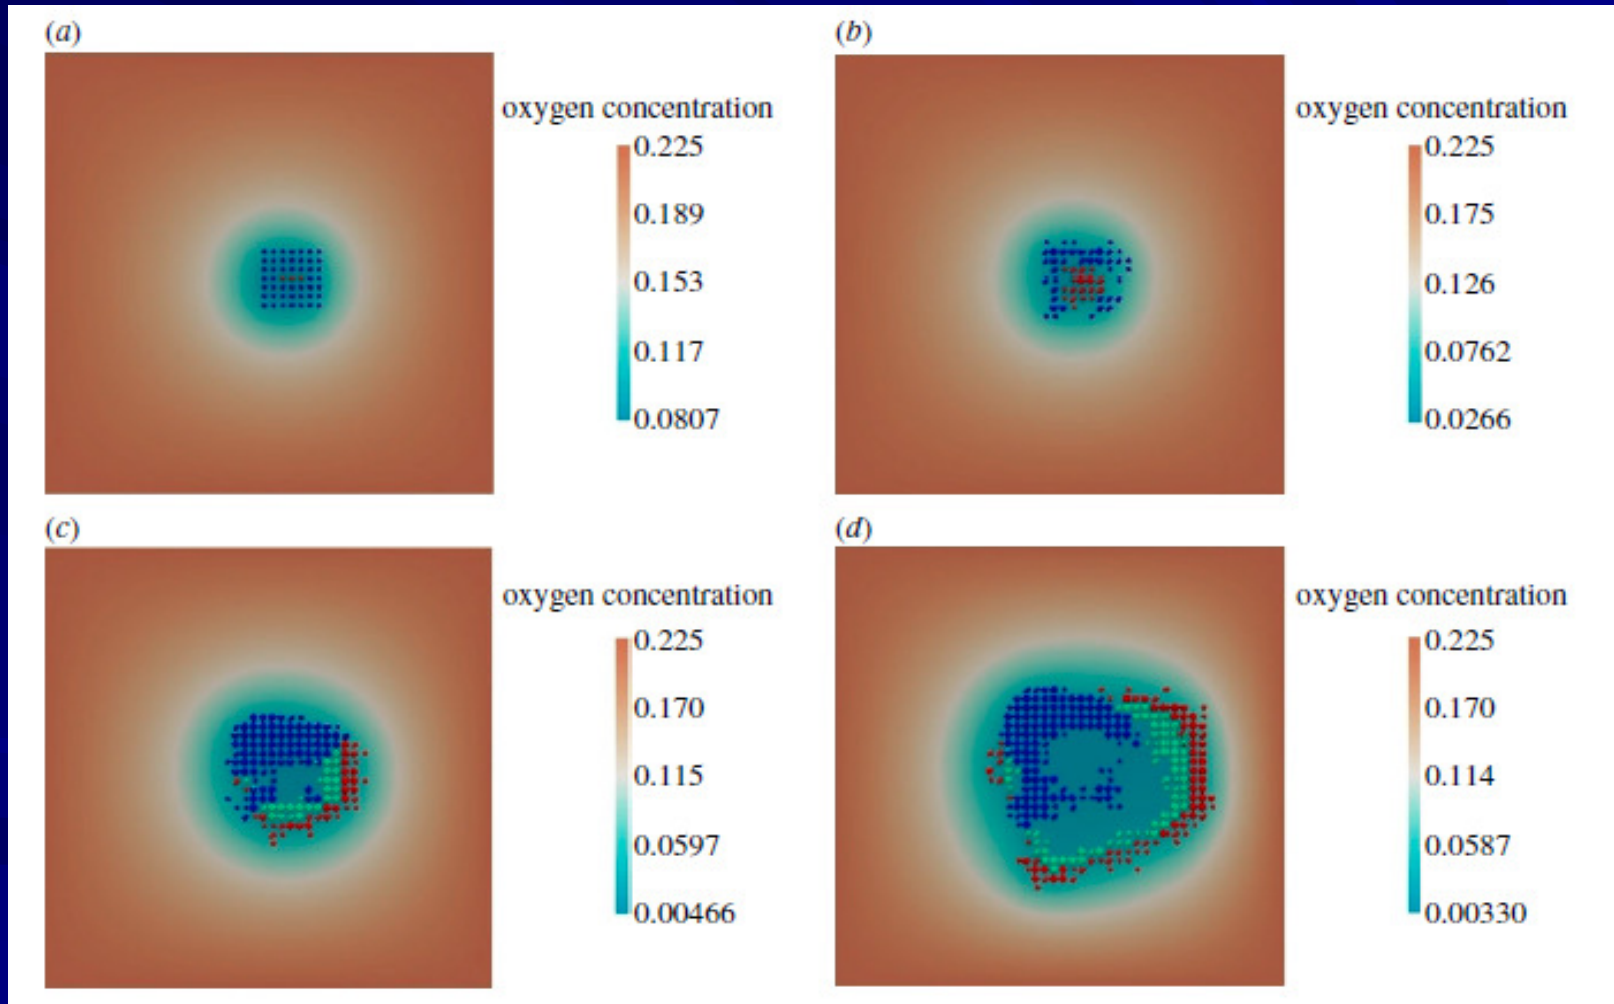 (a)
oxygen concentration
0.225
0.189
0.153
0.117
0.0807
(b)
oxygen concentration
0.225
0.175
0.126
0.0762
0.0266
(c)
oxygen concentration
0.225
0.170
0.115
0.0597
0.00466
(d)
oxygen concentration
0.225
0.170
0.114
0.0587
0.00330